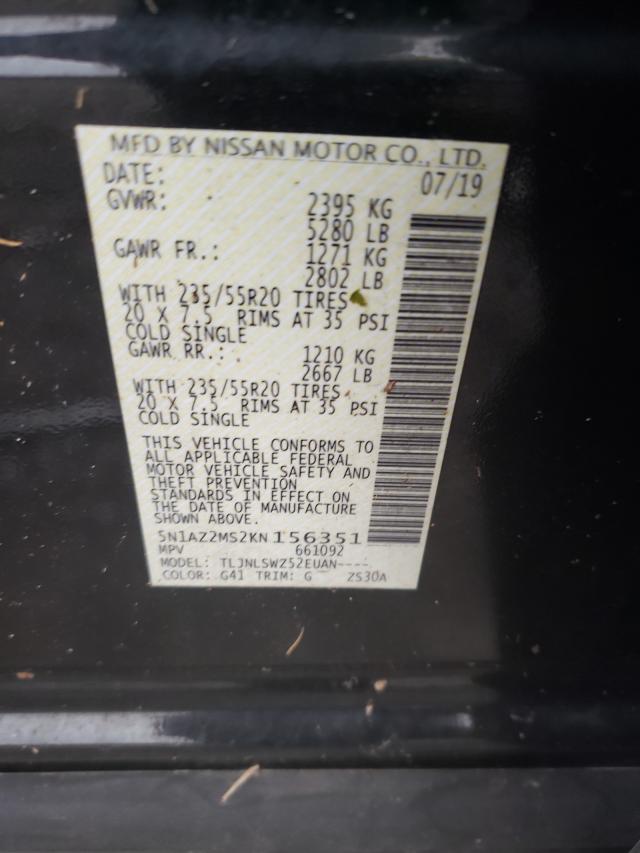 MFD BY NISSAN MOTOR CO., LTD.
DATE: 07/19
GVWR: 2395 KG
5280 LB
GAWR FR.: 1271 KG
2802 LB
WITH 235/55R20 TIRES
20 X 7.5 RIMS AT 35 PSI
COLD SINGLE
GAWR RR.: 1210 KG
2667 LB
WITH 235/55R20 TIRES
20 X 7.5 RIMS AT 35 PSI
COLD SINGLE
THIS VEHICLE CONFORMS TO
ALL APPLICABLE FEDERAL
MOTOR VEHICLE SAFETY AND
THEFT PREVENTION
STANDARDS IN EFFECT ON
THE DATE OF MANUFACTURE
SHOWN ABOVE.
5N1AZ2MS2KN156351
MPV 661092
MODEL: TLJNLSWZ52EUAN----
COLOR: G41 TRIM: G ZS30A